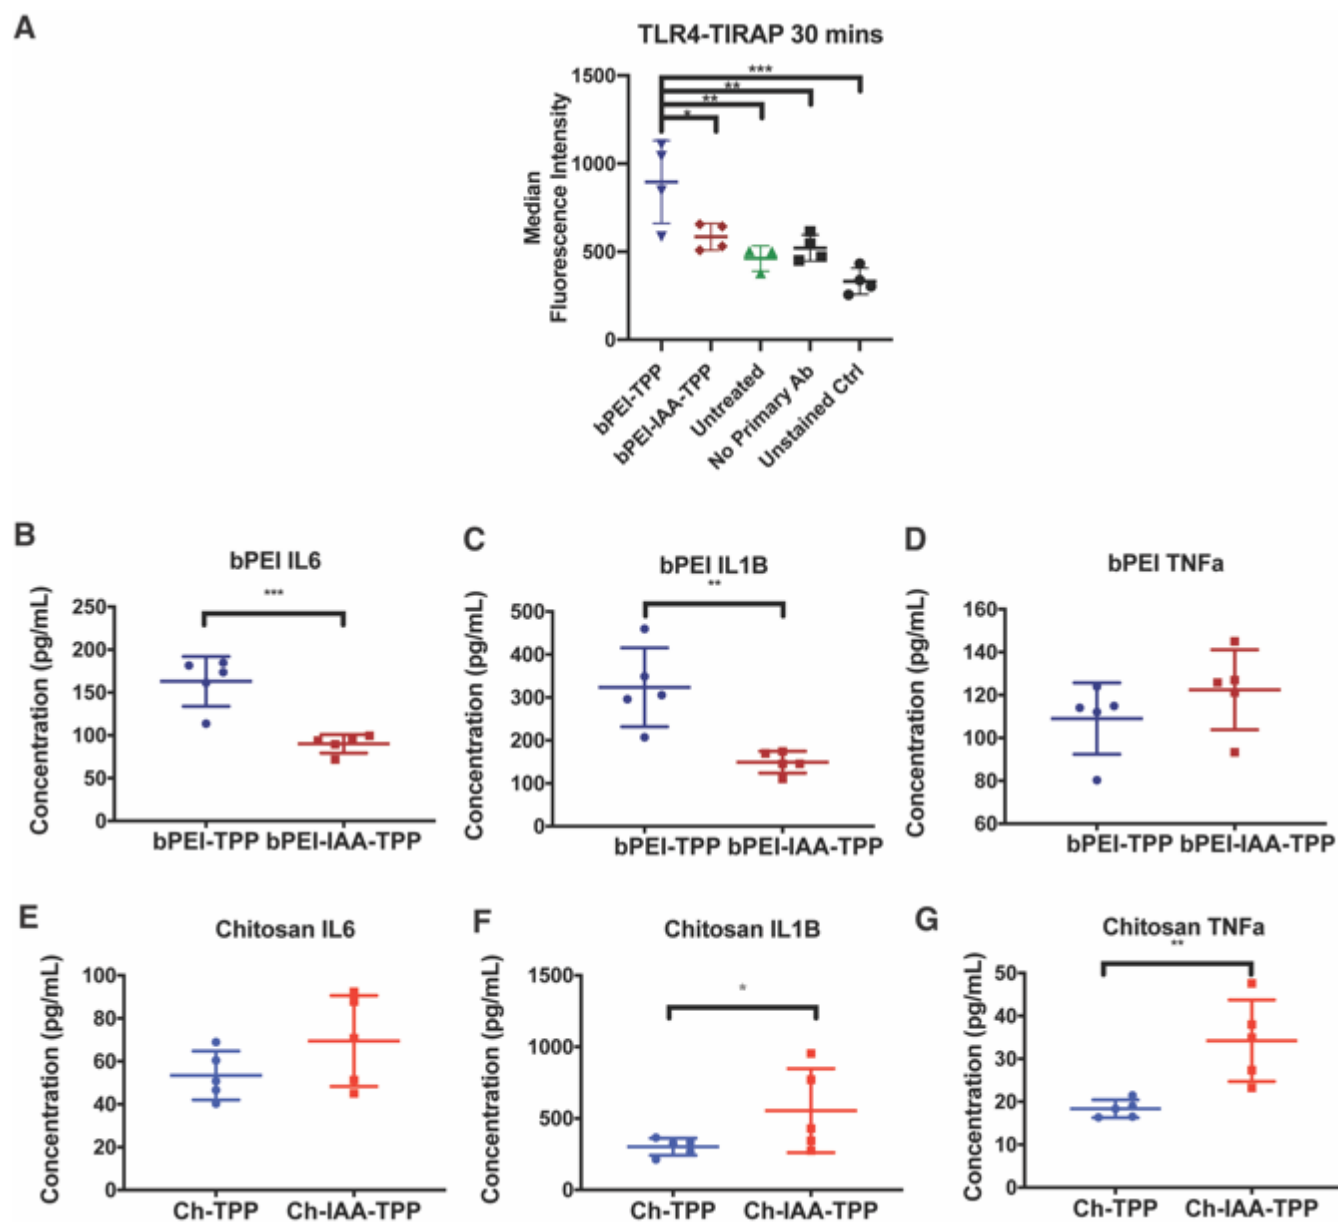 A
TLR4-TIRAP 30 mins
***
**
**
*
Median
Fluorescence Intensity
1500
1000
500
0
bPEI-TPP
bPEI-IAA-TPP
Untreated
No Primary Ab
Unstained Ctrl
B
bPEI IL6
***
Concentration (pg/mL)
250
200
150
100
50
0
bPEI-TPP bPEI-IAA-TPP
C
bPEI IL1B
**
Concentration (pg/mL)
500
400
300
200
100
0
bPEI-TPP bPEI-IAA-TPP
D
bPEI TNFa
Concentration (pg/mL)
160
140
120
100
80
60
bPEI-TPP bPEI-IAA-TPP
E
Chitosan IL6
Concentration (pg/mL)
100
80
60
40
20
0
Ch-TPP Ch-IAA-TPP
F
Chitosan IL1B
*
Concentration (pg/mL)
1500
1000
500
0
Ch-TPP Ch-IAA-TPP
G
Chitosan TNFa
**
Concentration (pg/mL)
50
40
30
20
10
0
Ch-TPP Ch-IAA-TPP